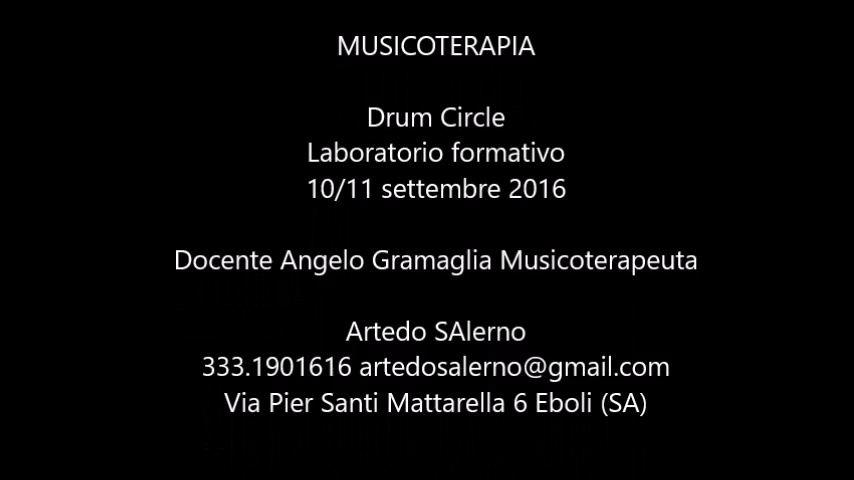 MUSICOTERAPIA
Drum Circle
Laboratorio formativo
10/11 settembre 2016
Docente Angelo Gramaglia Musicoterapeuta
Artedo SAlerno
333.1901616 artedosalerno@gmail.com
Via Pier Santi Mattarella 6 Eboli (SA)